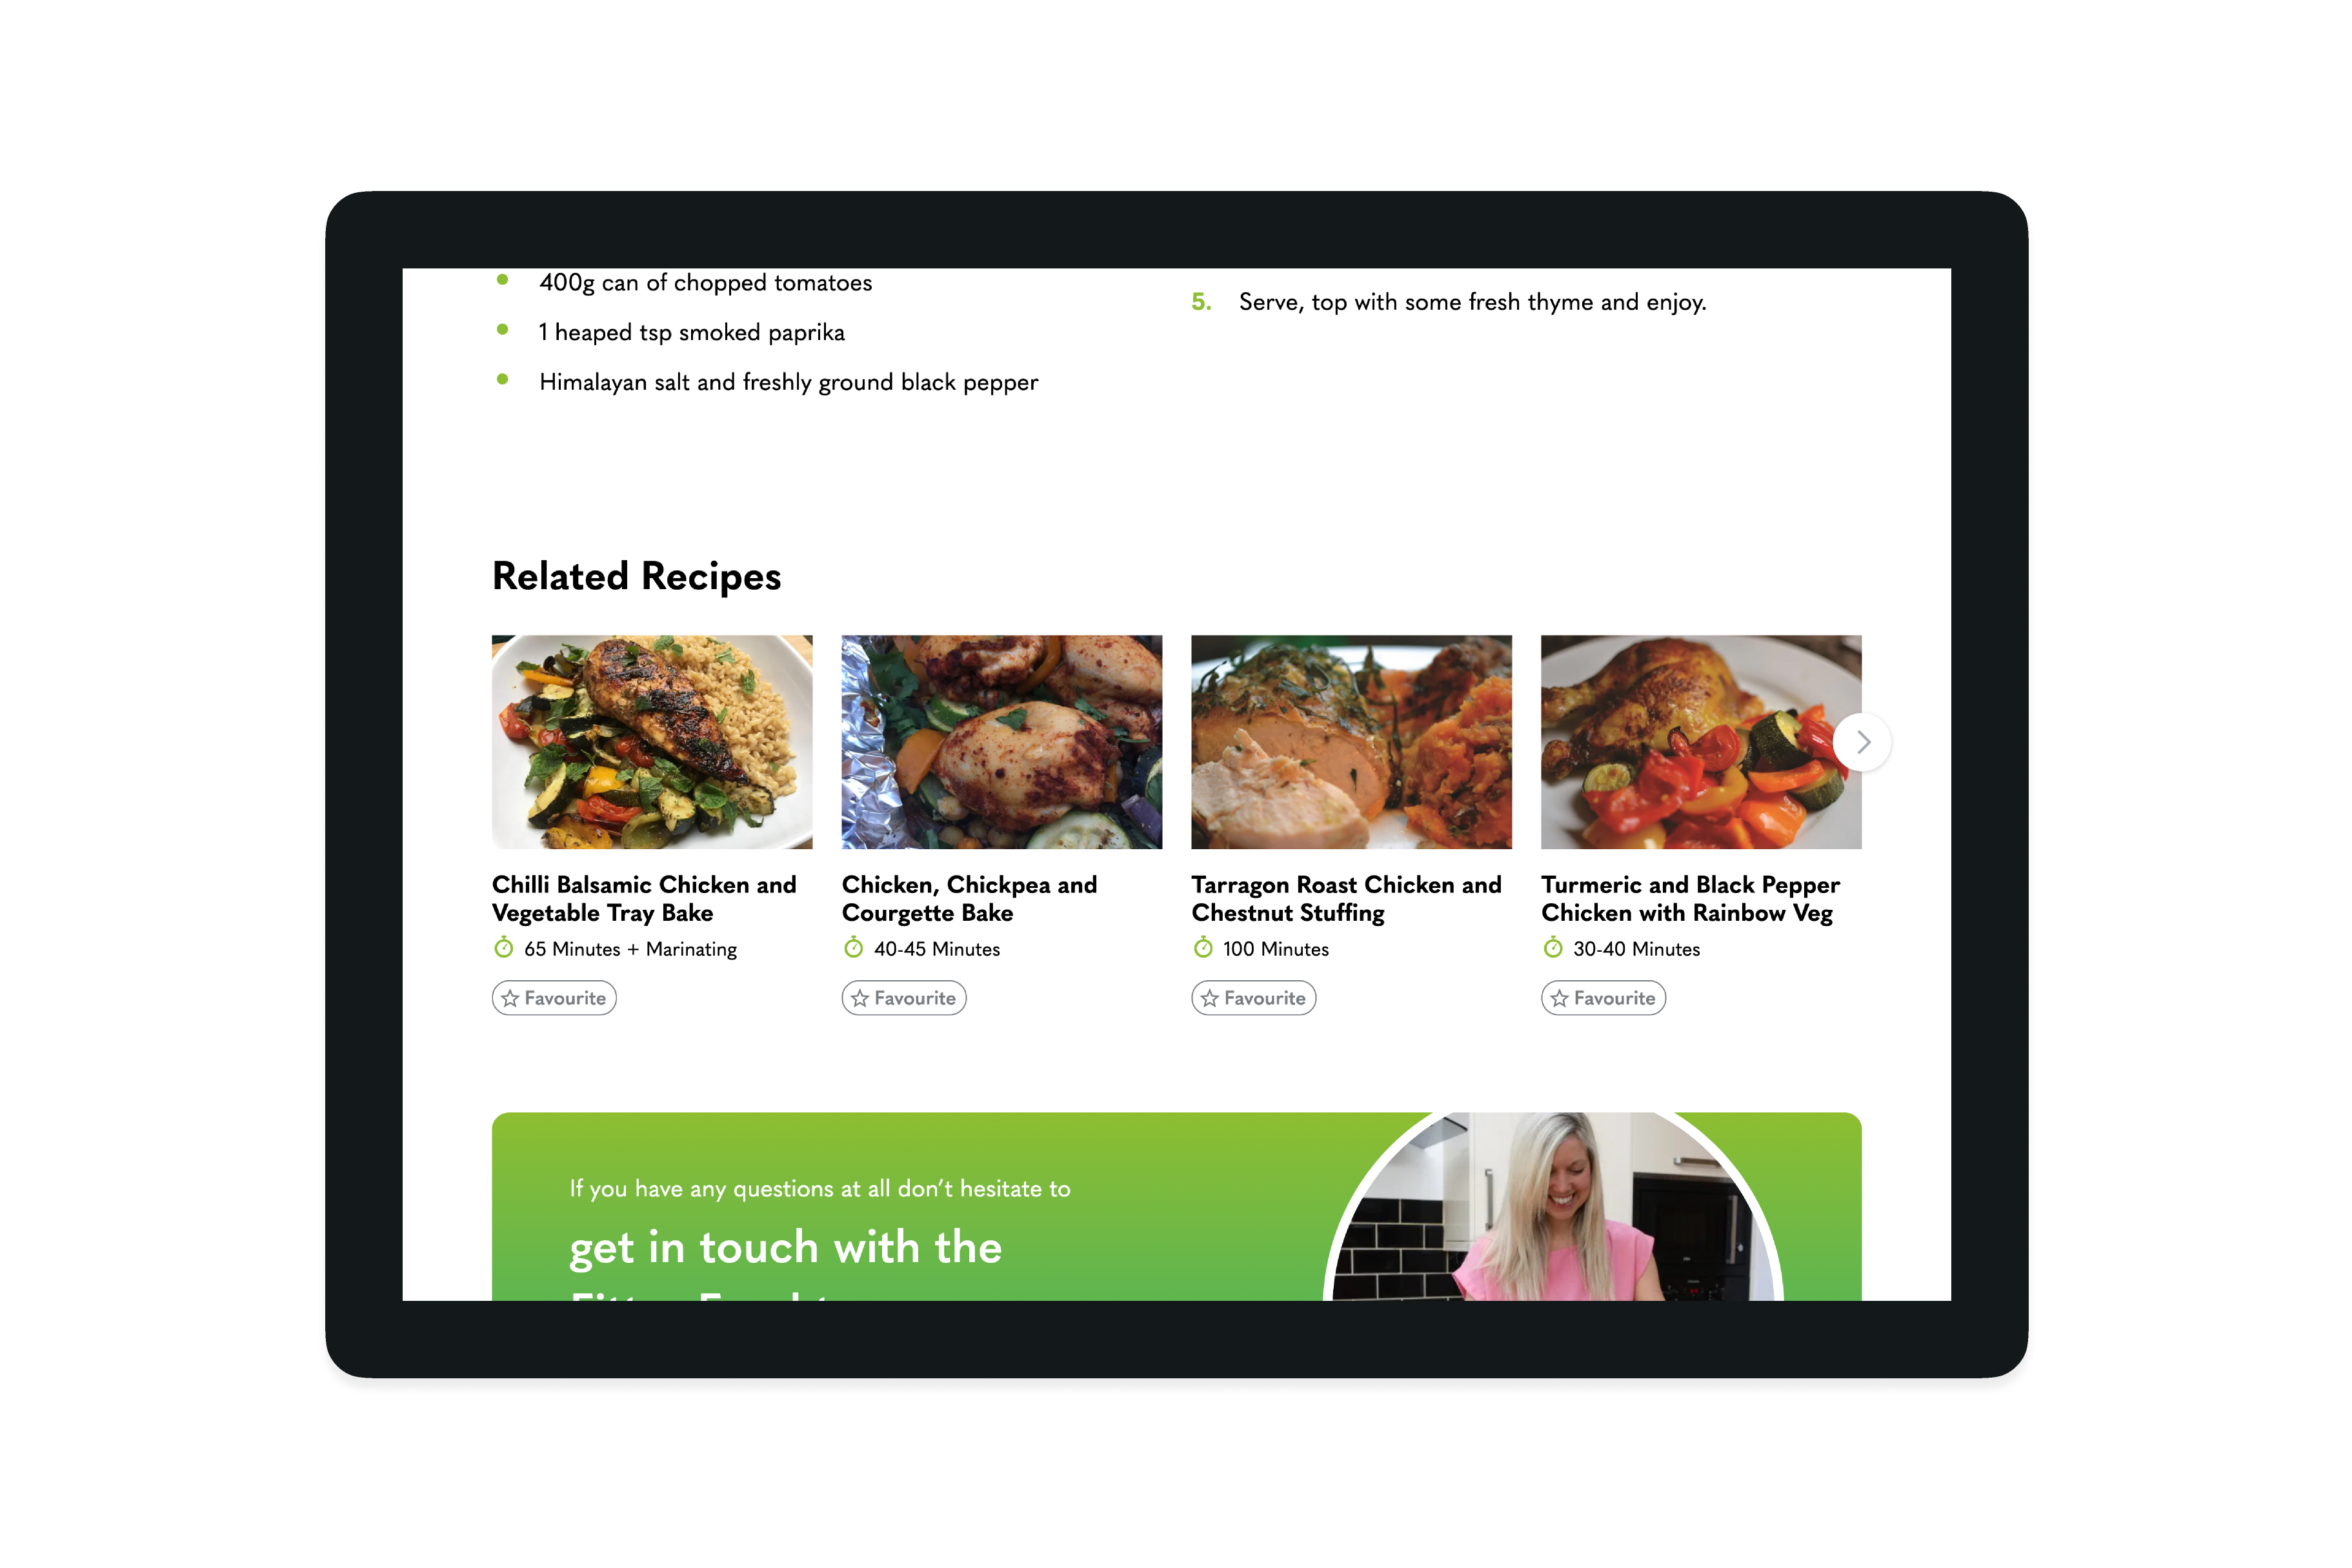 400g can of chopped tomatoes
1 heaped tsp smoked paprika
Himalayan salt and freshly ground black pepper
5. Serve, top with some fresh thyme and enjoy.
Related Recipes
Chilli Balsamic Chicken and
Vegetable Tray Bake
65 Minutes + Marinating
Favourite
Chicken, Chickpea and
Courgette Bake
40-45 Minutes
Favourite
Tarragon Roast Chicken and
Chestnut Stuffing
100 Minutes
Favourite
Turmeric and Black Pepper
Chicken with Rainbow Veg
30-40 Minutes
Favourite
If you have any questions at all don't hesitate to
get in touch with the